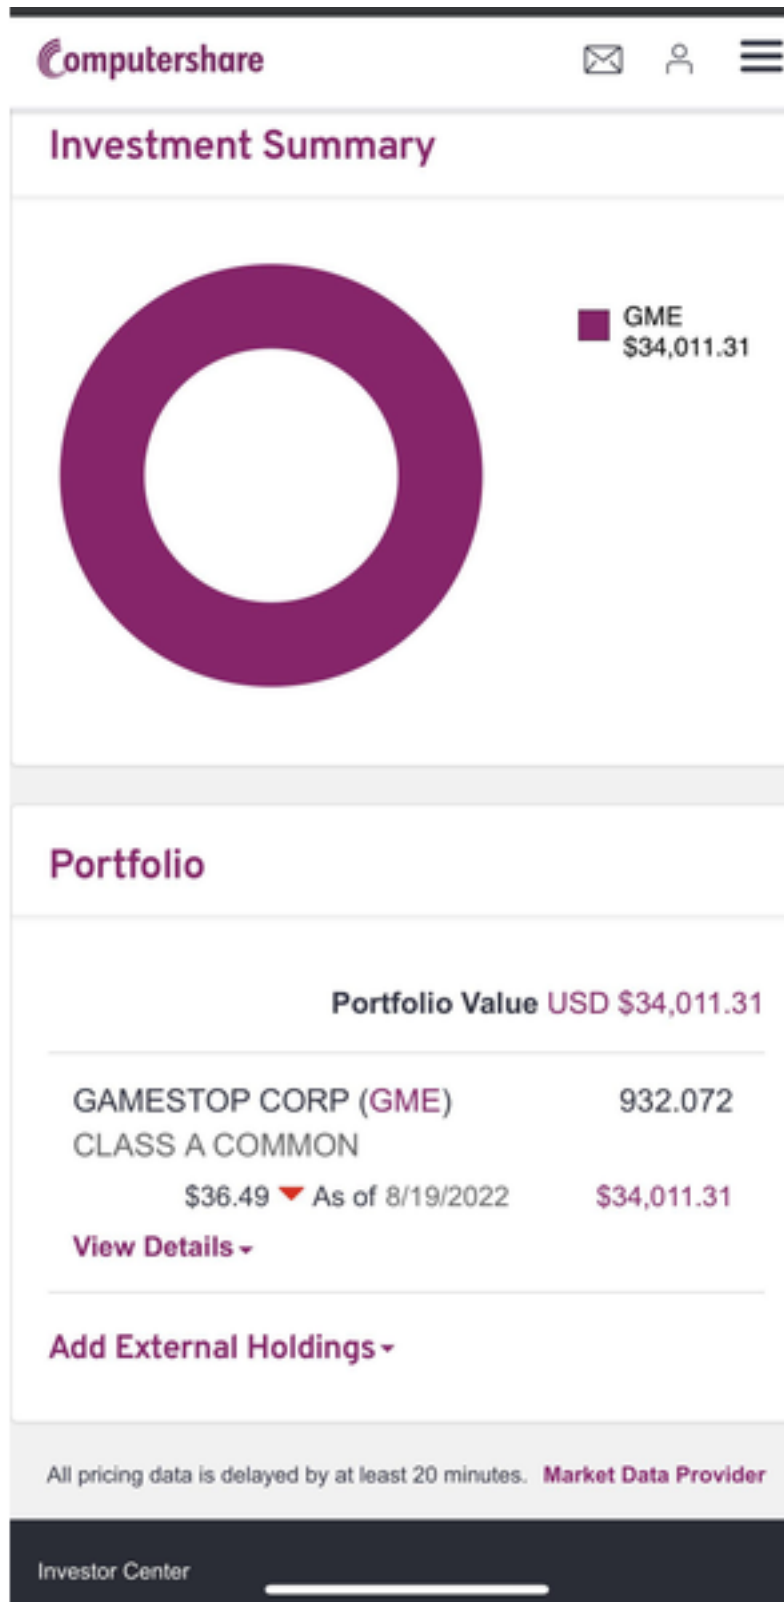 Computershare
Investment Summary
GME
$34,011.31
Portfolio
Portfolio Value USD $34,011.31
GAMESTOP CORP (GME) 932.072
CLASS A COMMON
$36.49 As of 8/19/2022 $34,011.31
View Details
Add External Holdings
All pricing data is delayed by at least 20 minutes. Market Data Provider
Investor Center